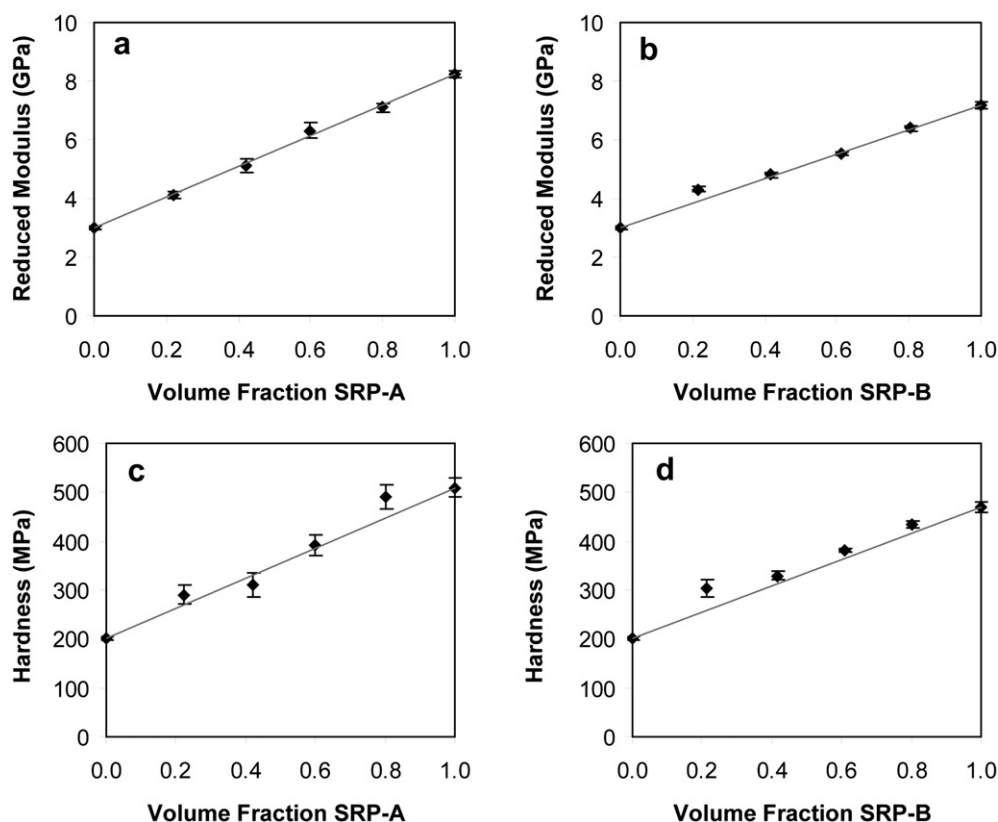 a
Reduced Modulus (GPa)
10
8
6
4
2
0
0.0 0.2 0.4 0.6 0.8 1.0
Volume Fraction SRP-A
b
Reduced Modulus (GPa)
10
8
6
4
2
0
0.0 0.2 0.4 0.6 0.8 1.0
Volume Fraction SRP-B
c
Hardness (MPa)
600
500
400
300
200
100
0
0.0 0.2 0.4 0.6 0.8 1.0
Volume Fraction SRP-A
d
Hardness (MPa)
600
500
400
300
200
100
0
0.0 0.2 0.4 0.6 0.8 1.0
Volume Fraction SRP-B